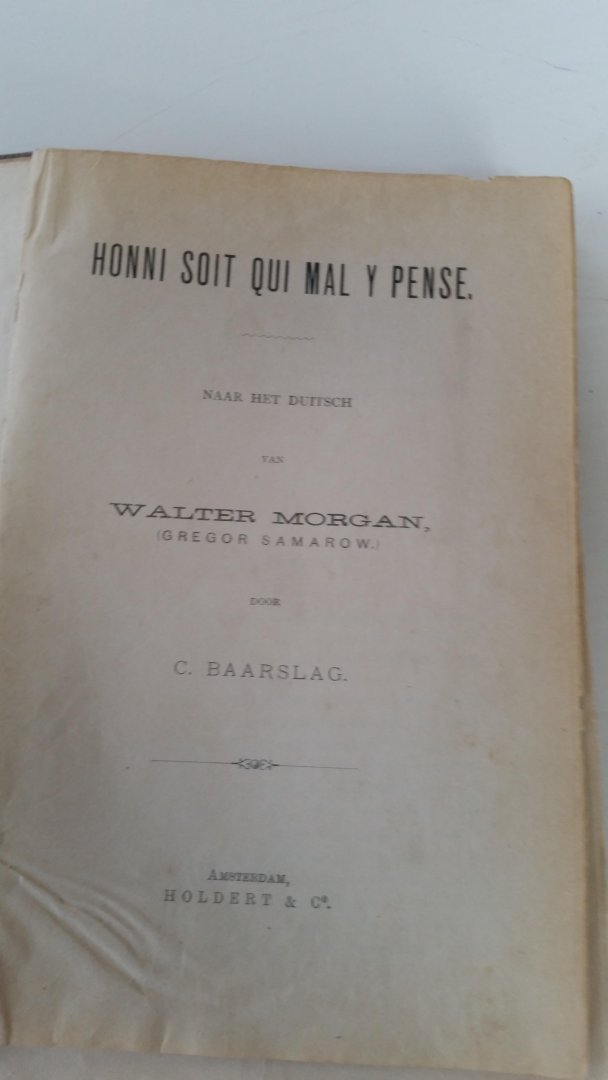 HONNI SOIT QUI MAL Y PENSE.
NAAR HET DUITSCH
VAN
WALTER MORGAN,
(GREGOR SAMAROW.)
DOOR
C. BAARSLAG.
AMSTERDAM,
HOLDERT & Co.